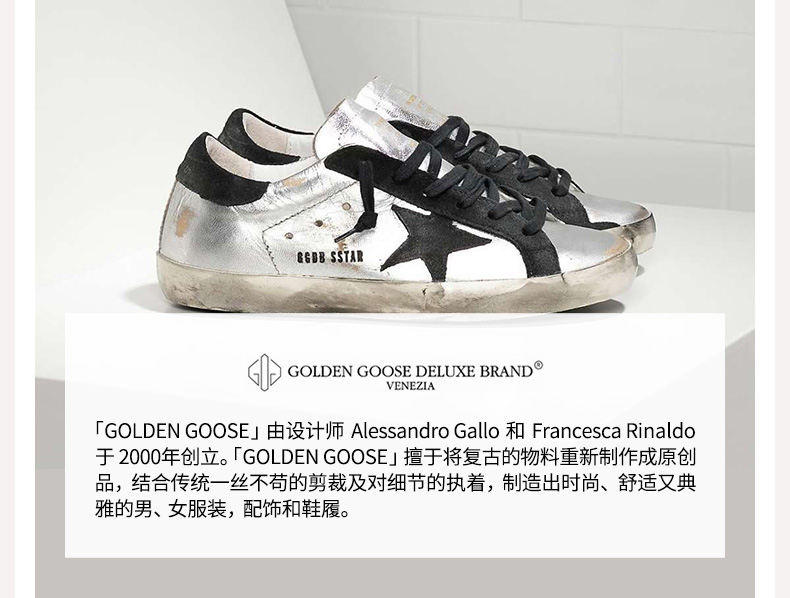 GGDB SSTAR
GOLDEN GOOSE DELUXE BRAND®
VENEZIA
「GOLDEN GOOSE」由设计师 Alessandro Gallo 和 Francesca Rinaldo
于 2000年创立。「GOLDEN GOOSE」擅于将复古的物料重新制作成原创
品，结合传统一丝不苟的剪裁及对细节的执着，制造出时尚、舒适又典
雅的男、女服装，配饰和鞋履。